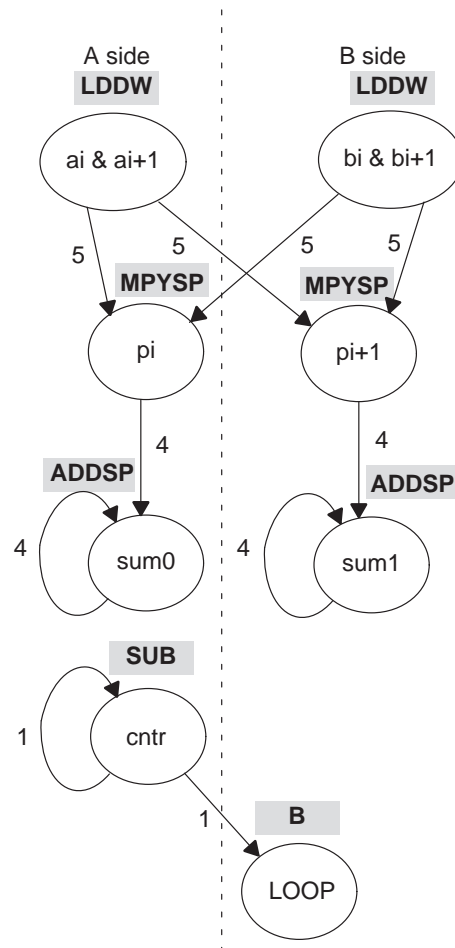 A side
B side
LDDW
LDDW
ai & ai+1
bi & bi+1
5
5
5
5
MPYSP
MPYSP
pi
pi+1
4
4
ADDSP
ADDSP
4
sum0
4
sum1
SUB
1
cntr
1
B
LOOP